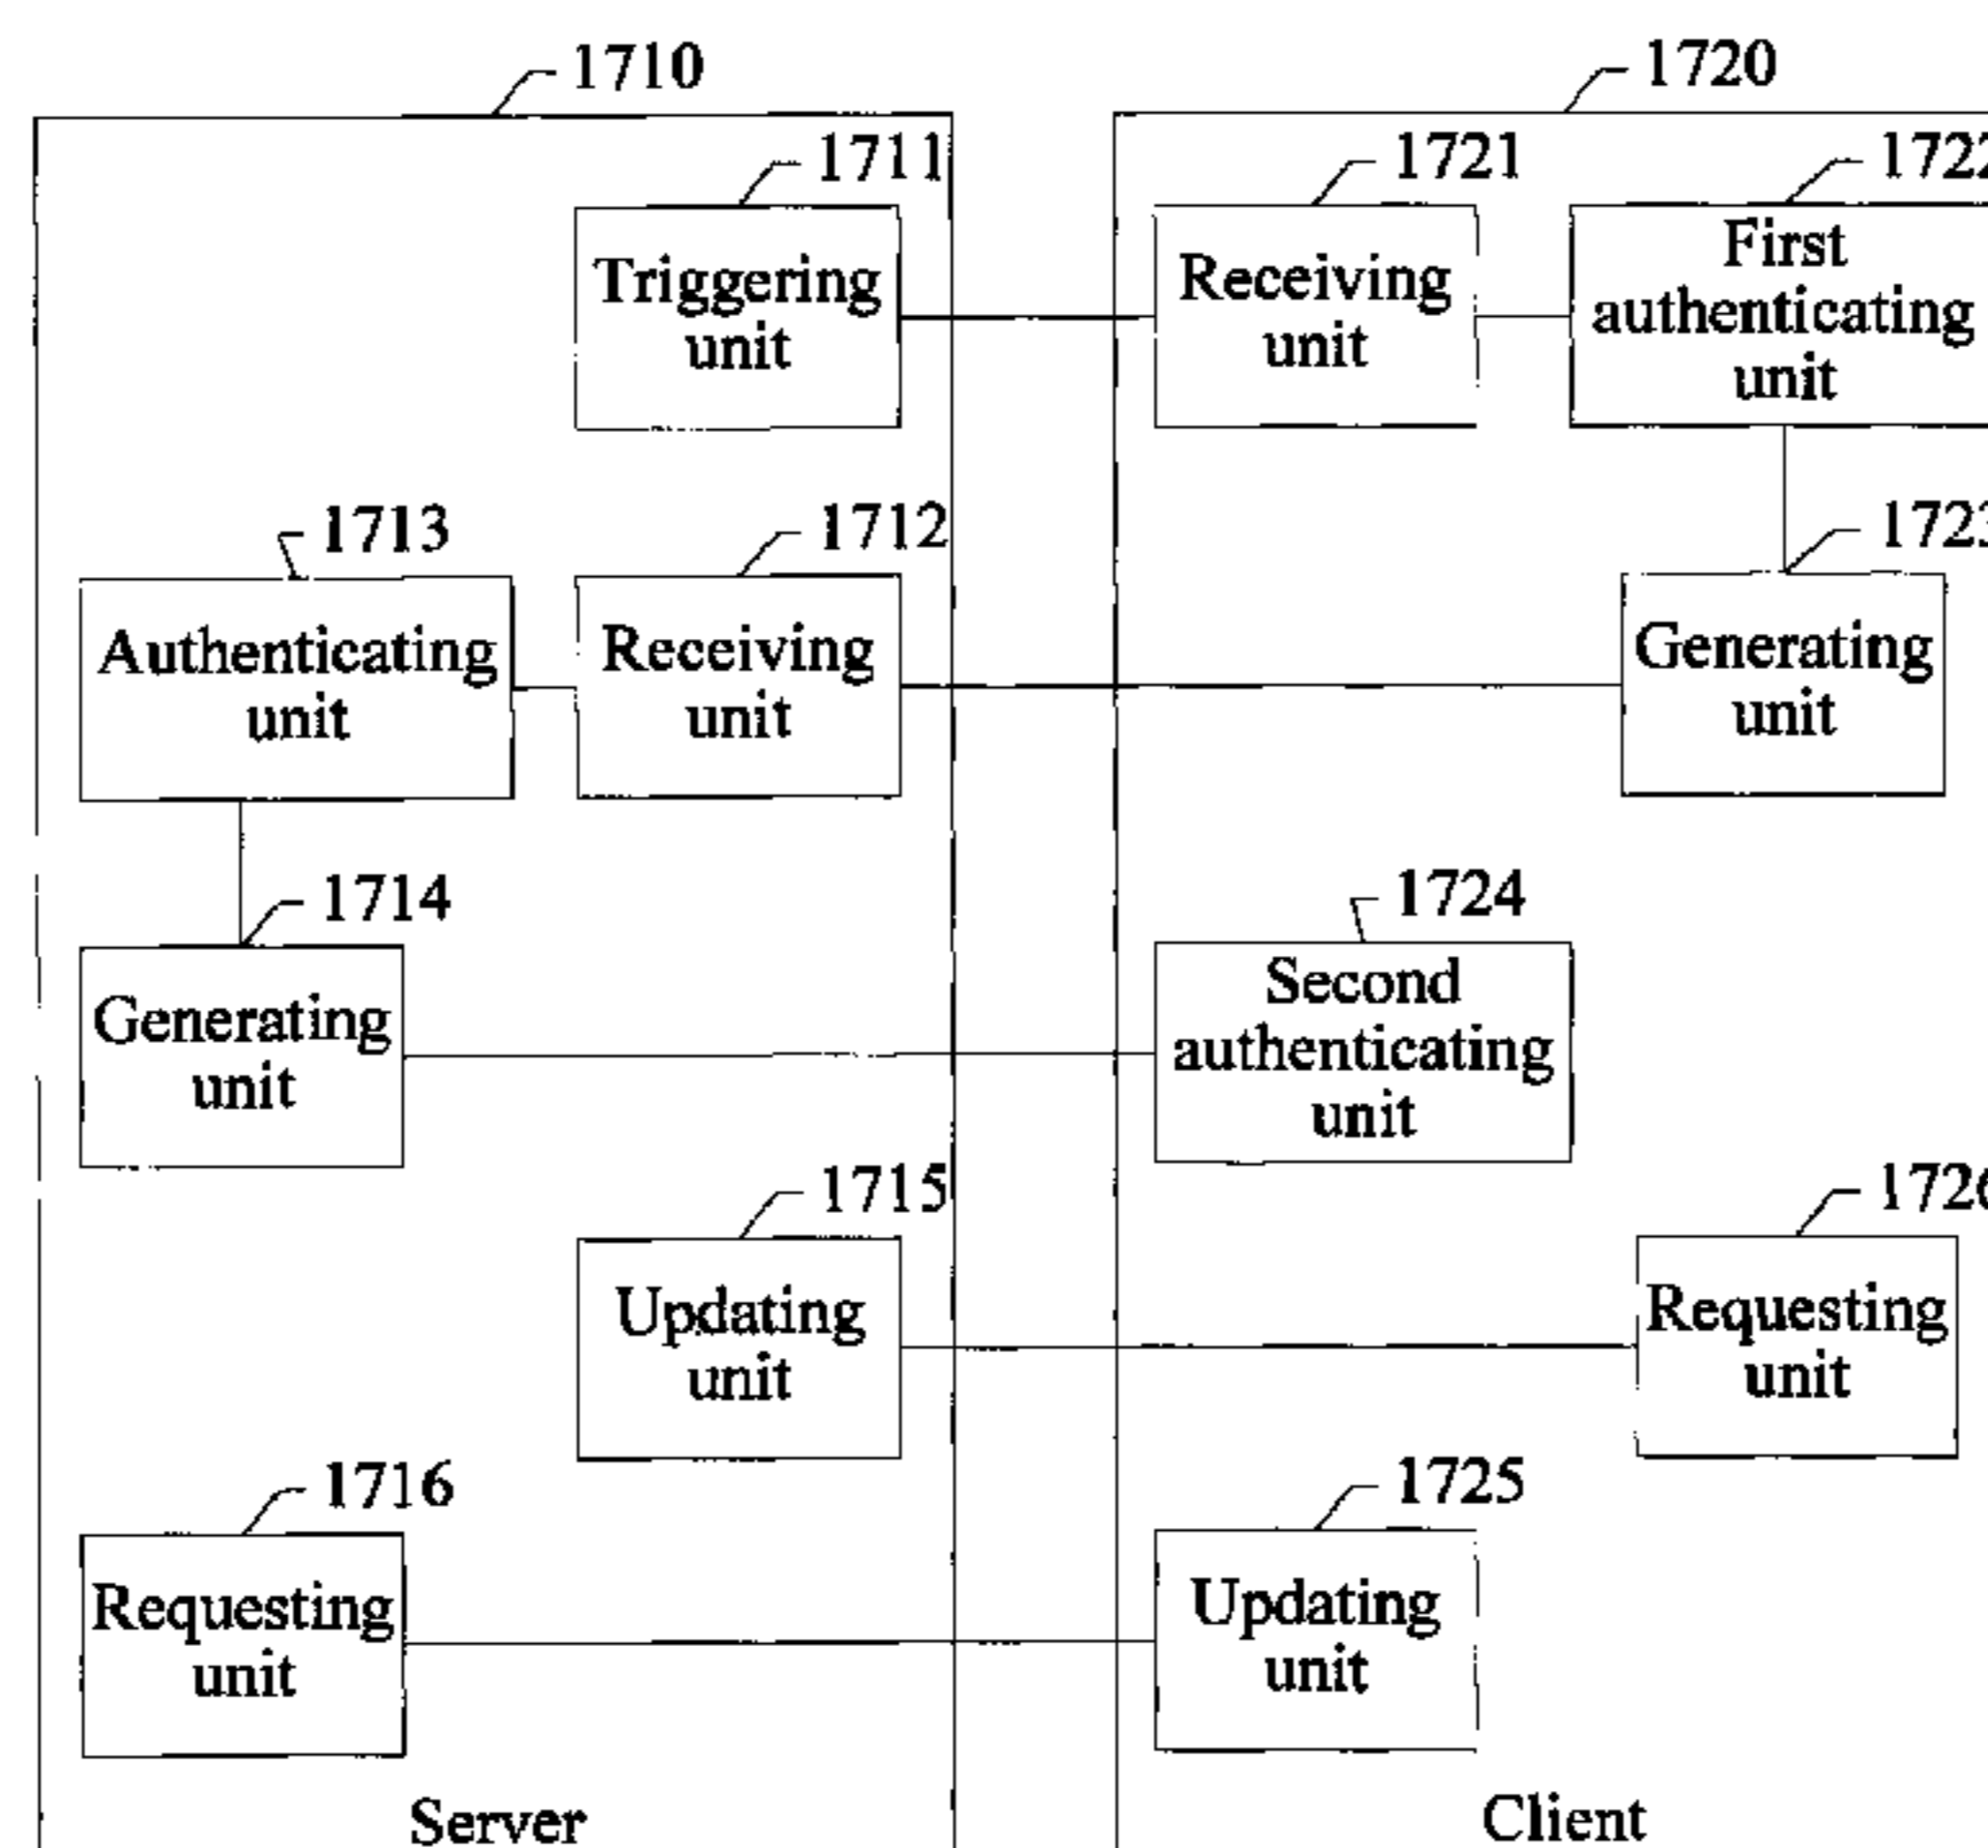 1710
1720
1711
1721
1722
Triggering
unit
Receiving
unit
First
authenticating
unit
1713
1712
1723
Authenticating
unit
Receiving
unit
Generating
unit
1714
1724
Generating
unit
Second
authenticating
unit
1715
1726
Updating
unit
Requesting
unit
1716
1725
Requesting
unit
Updating
unit
Server
Client